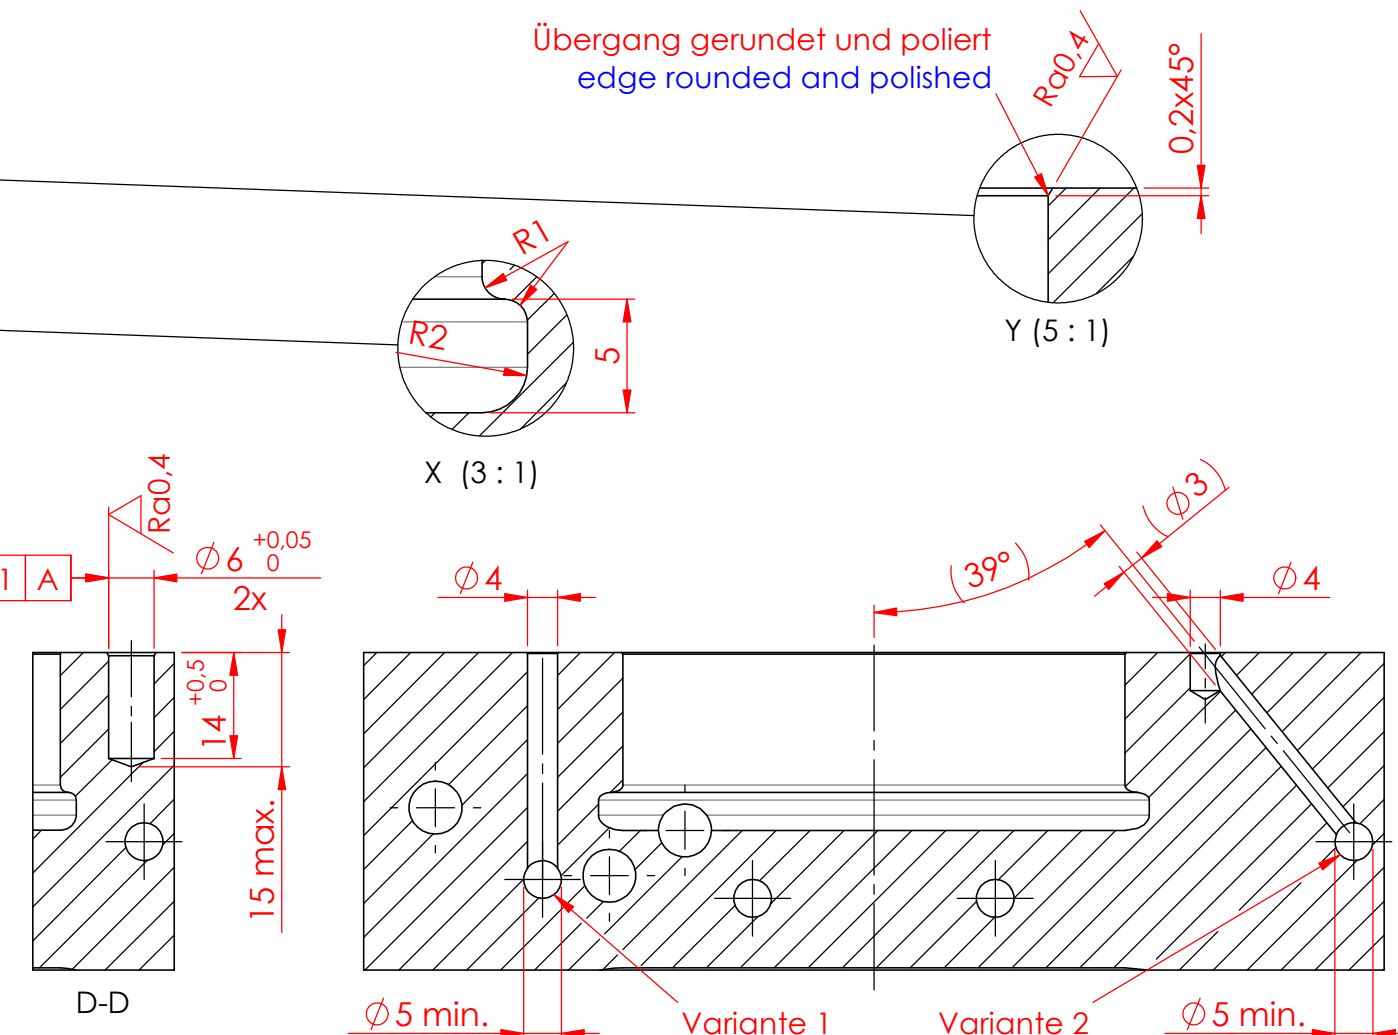 Übergang gerundet und poliert
edge rounded and polished
Ra0,4
0,2x45°
Y (5 : 1)
R1
R2
5
X (3 : 1)
Ra0,4
1 A
∅6 +0,05 0
2x
14 +0,5 0
15 max.
D-D
∅4
(39°)
(∅3)
∅4
∅5 min.
Variante 1
Variante 2
∅5 min.